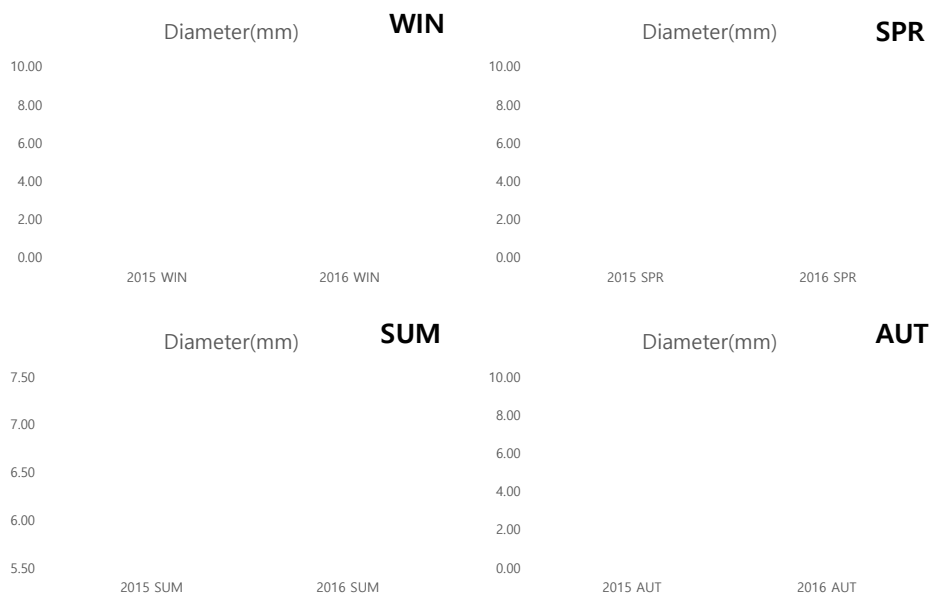 Diameter(mm)
WIN
10.00
8.00
6.00
4.00
2.00
0.00
2015 WIN
2016 WIN
Diameter(mm)
SPR
10.00
8.00
6.00
4.00
2.00
0.00
2015 SPR
2016 SPR
Diameter(mm)
SUM
7.50
7.00
6.50
6.00
5.50
2015 SUM
2016 SUM
Diameter(mm)
AUT
10.00
8.00
6.00
4.00
2.00
0.00
2015 AUT
2016 AUT